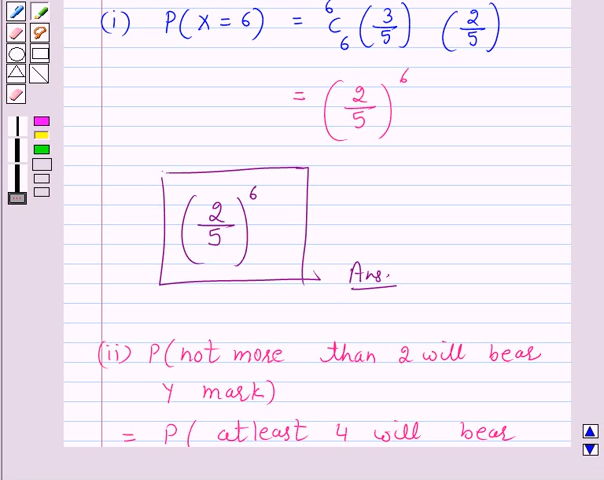 (i) P(X = 6) = ⁶C₆ (3/5) (2/5)
= (2/5)⁶
(2/5)⁶
Ans.
(ii) P(not more than 2 will bear
Y mark)
= P( atleast 4 will bear